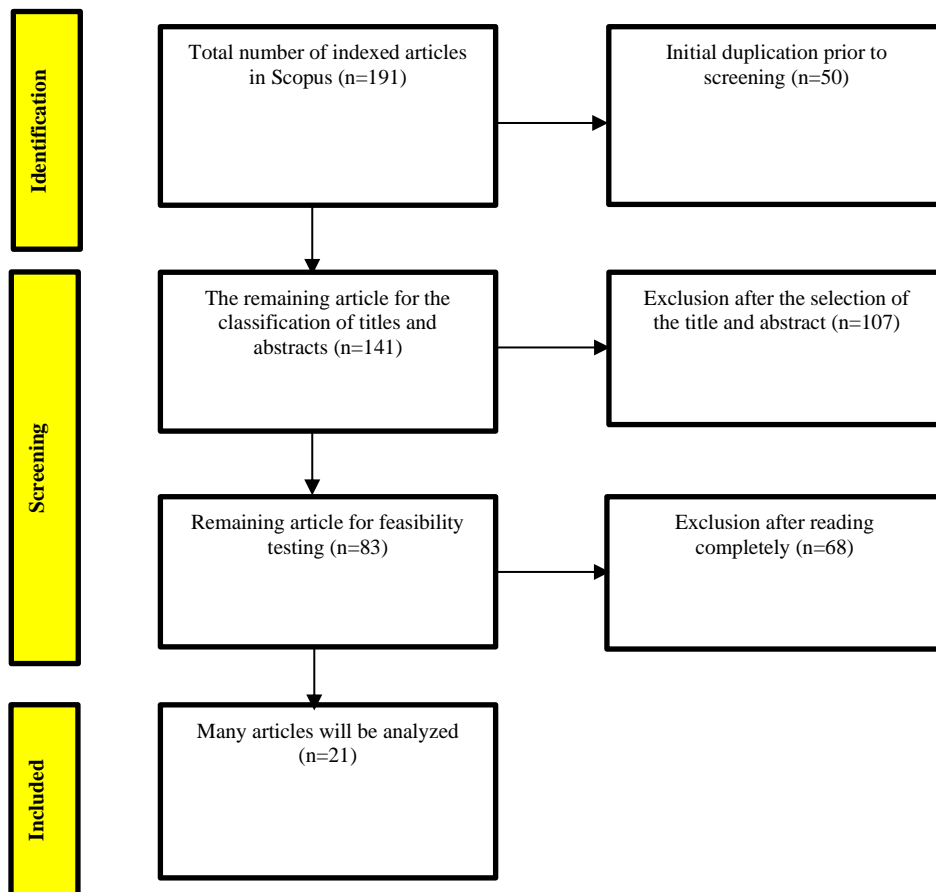 Identification
Total number of indexed articles
in Scopus (n=191)
Initial duplication prior to
screening (n=50)
Screening
The remaining article for the
classification of titles and
abstracts (n=141)
Exclusion after the selection of
the title and abstract (n=107)
Remaining article for feasibility
testing (n=83)
Exclusion after reading
completely (n=68)
Included
Many articles will be analyzed
(n=21)